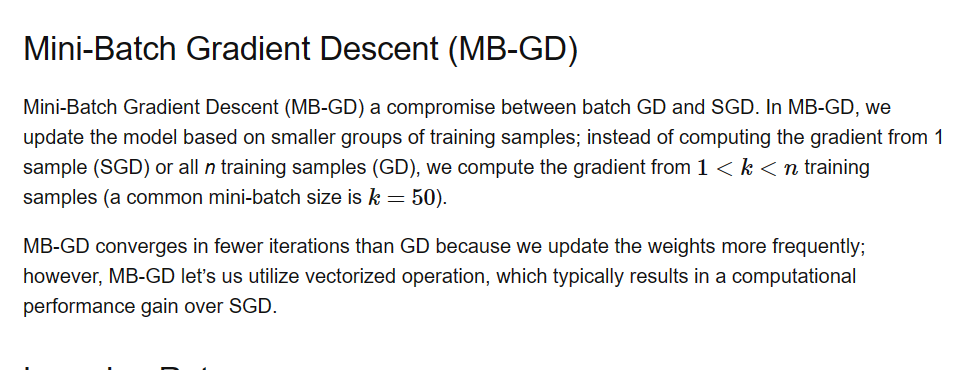 Mini-Batch Gradient Descent (MB-GD)
Mini-Batch Gradient Descent (MB-GD) a compromise between batch GD and SGD. In MB-GD, we
update the model based on smaller groups of training samples; instead of computing the gradient from 1
sample (SGD) or all n training samples (GD), we compute the gradient from 1 < k < n training
samples (a common mini-batch size is k = 50).
MB-GD converges in fewer iterations than GD because we update the weights more frequently;
however, MB-GD let’s us utilize vectorized operation, which typically results in a computational
performance gain over SGD.